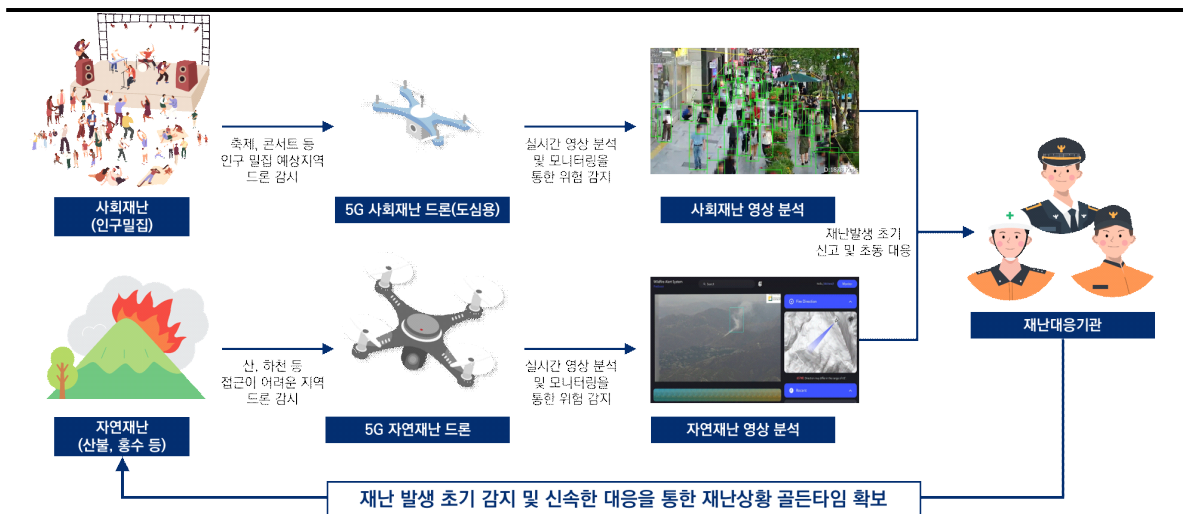 축제, 콘서트 등
인구 밀집 예상지역
드론 감시
실시간 영상 분석
및 모니터링을
통한 위험 감지
사회재난
(인구밀집)
5G 사회재난 드론(도심용)
사회재난 영상 분석
재난발생 초기
신고 및 초동 대응
재난대응기관
산, 하천 등
접근이 어려운 지역
드론 감시
실시간 영상 분석
및 모니터링을
통한 위험 감지
자연재난
(산불, 홍수 등)
5G 자연재난 드론
자연재난 영상 분석
재난 발생 초기 감지 및 신속한 대응을 통한 재난상황 골든타임 확보